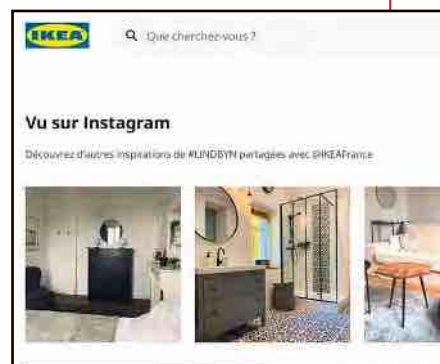 IKEA
Que cherchez-vous ?
Vu sur Instagram
Découvrez d'autres inspirations de #LINDBYN partagées avec @IKEAFrance